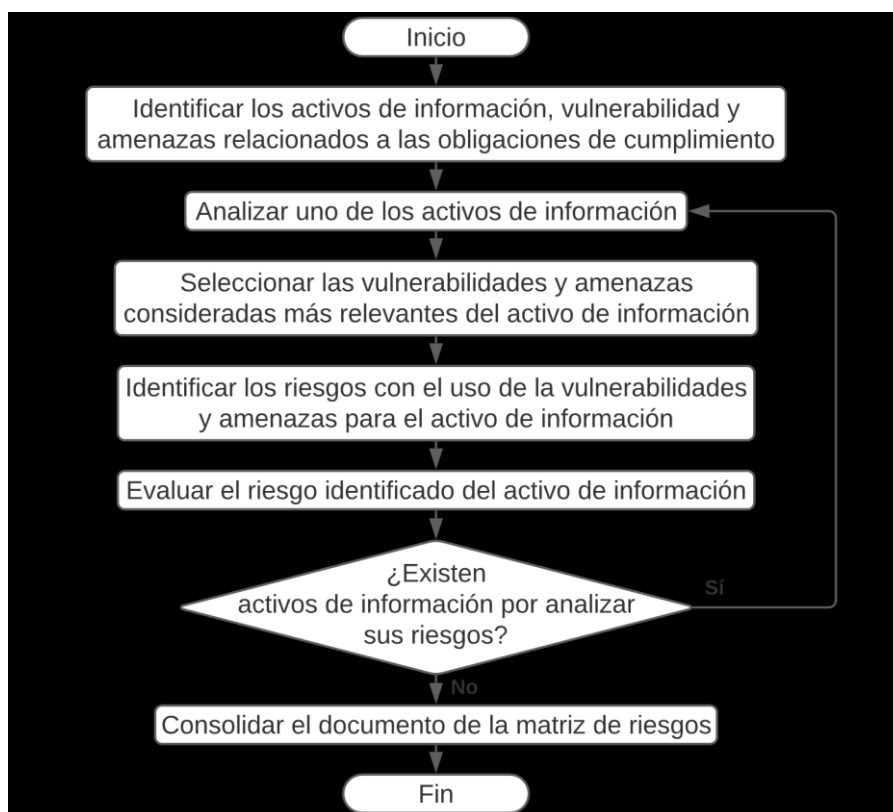 Inicio
Identificar los activos de información, vulnerabilidad y
amenazas relacionados a las obligaciones de cumplimiento
Analizar uno de los activos de información
Seleccionar las vulnerabilidades y amenazas
consideradas más relevantes del activo de información
Identificar los riesgos con el uso de la vulnerabilidades
y amenazas para el activo de información
Evaluar el riesgo identificado del activo de información
¿Existen
activos de información por analizar
sus riesgos?
Sí
No
Consolidar el documento de la matriz de riesgos
Fin